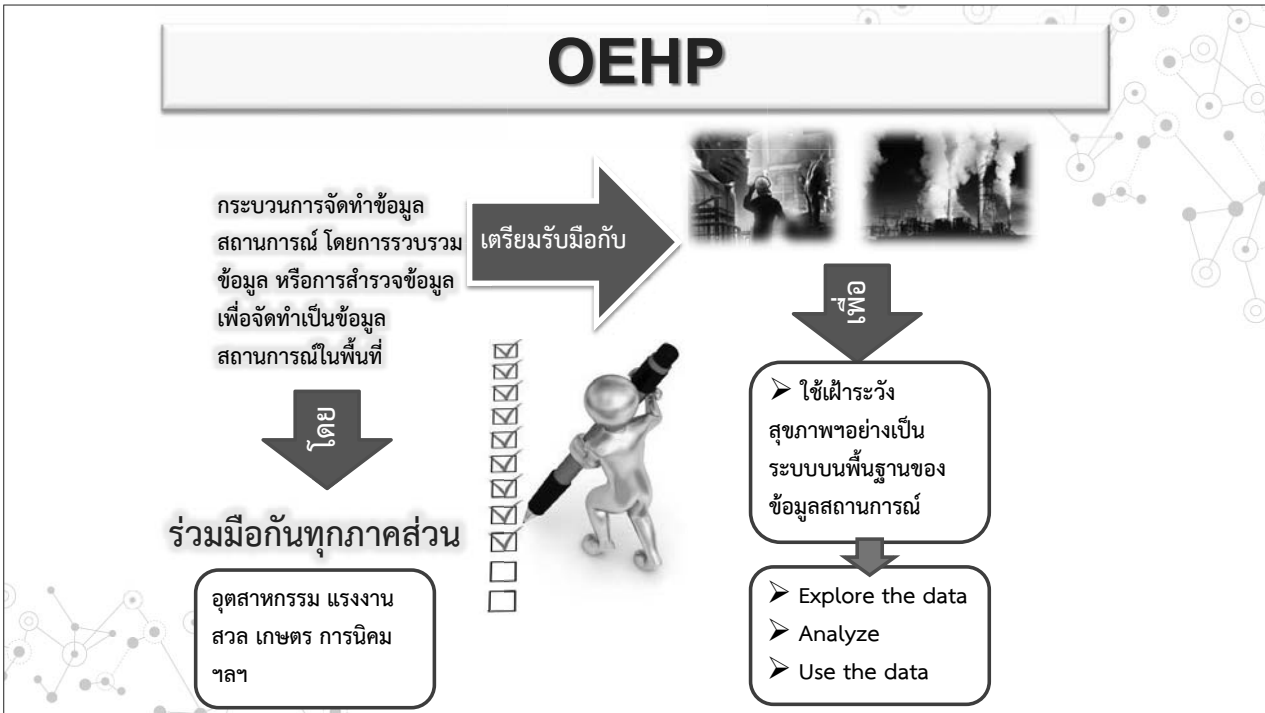 OEHP
กระบวนการจัดทำข้อมูล
สถานการณ์ โดยการรวบรวม
ข้อมูล หรือการสำรวจข้อมูล
เพื่อจัดทำเป็นข้อมูล
สถานการณ์ในพื้นที่
เตรียมรับมือกับ
โดย
ร่วมมือกันทุกภาคส่วน
อุตสาหกรรม แรงงาน
สวล เกษตร การนิคม
ฯลฯ
เพื่อ
➢ ใช้เฝ้าระวัง
สุขภาพฯอย่างเป็น
ระบบบนพื้นฐานของ
ข้อมูลสถานการณ์
➢ Explore the data
➢ Analyze
➢ Use the data